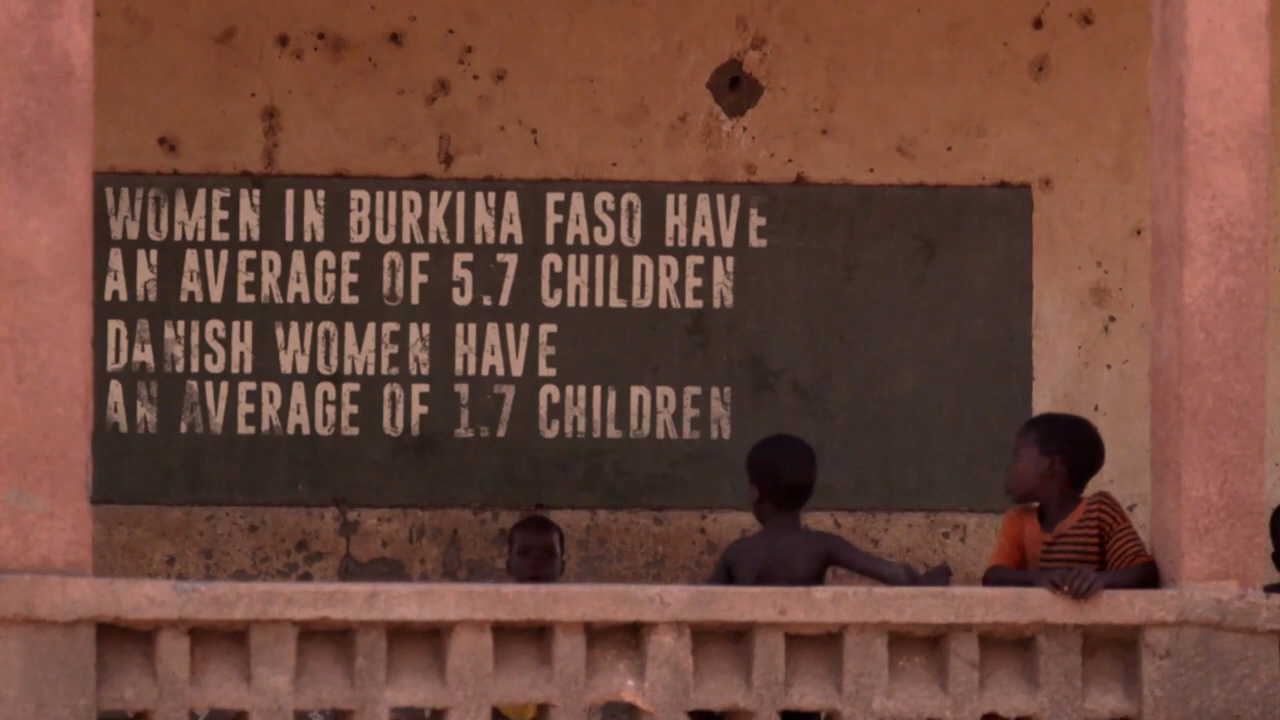 WOMEN IN BURKINA FASO HAVE
AN AVERAGE OF 5.7 CHILDREN
DANISH WOMEN HAVE
AN AVERAGE OF 1.7 CHILDREN